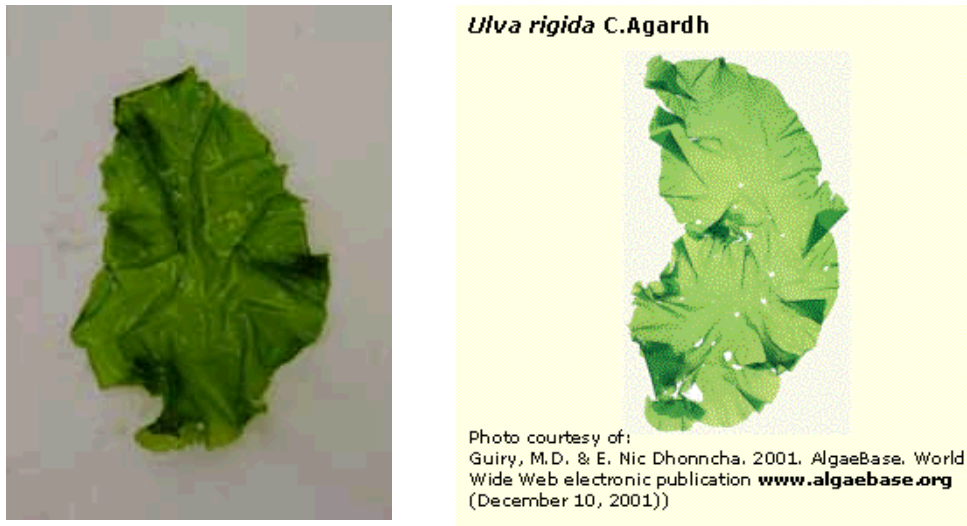 Ulva rigida C.Agardh
Photo courtesy of:
Guiry, M.D. & E. Nic Dhonncha. 2001. AlgaeBase. World
Wide Web electronic publication www.algaebase.org
(December 10, 2001))